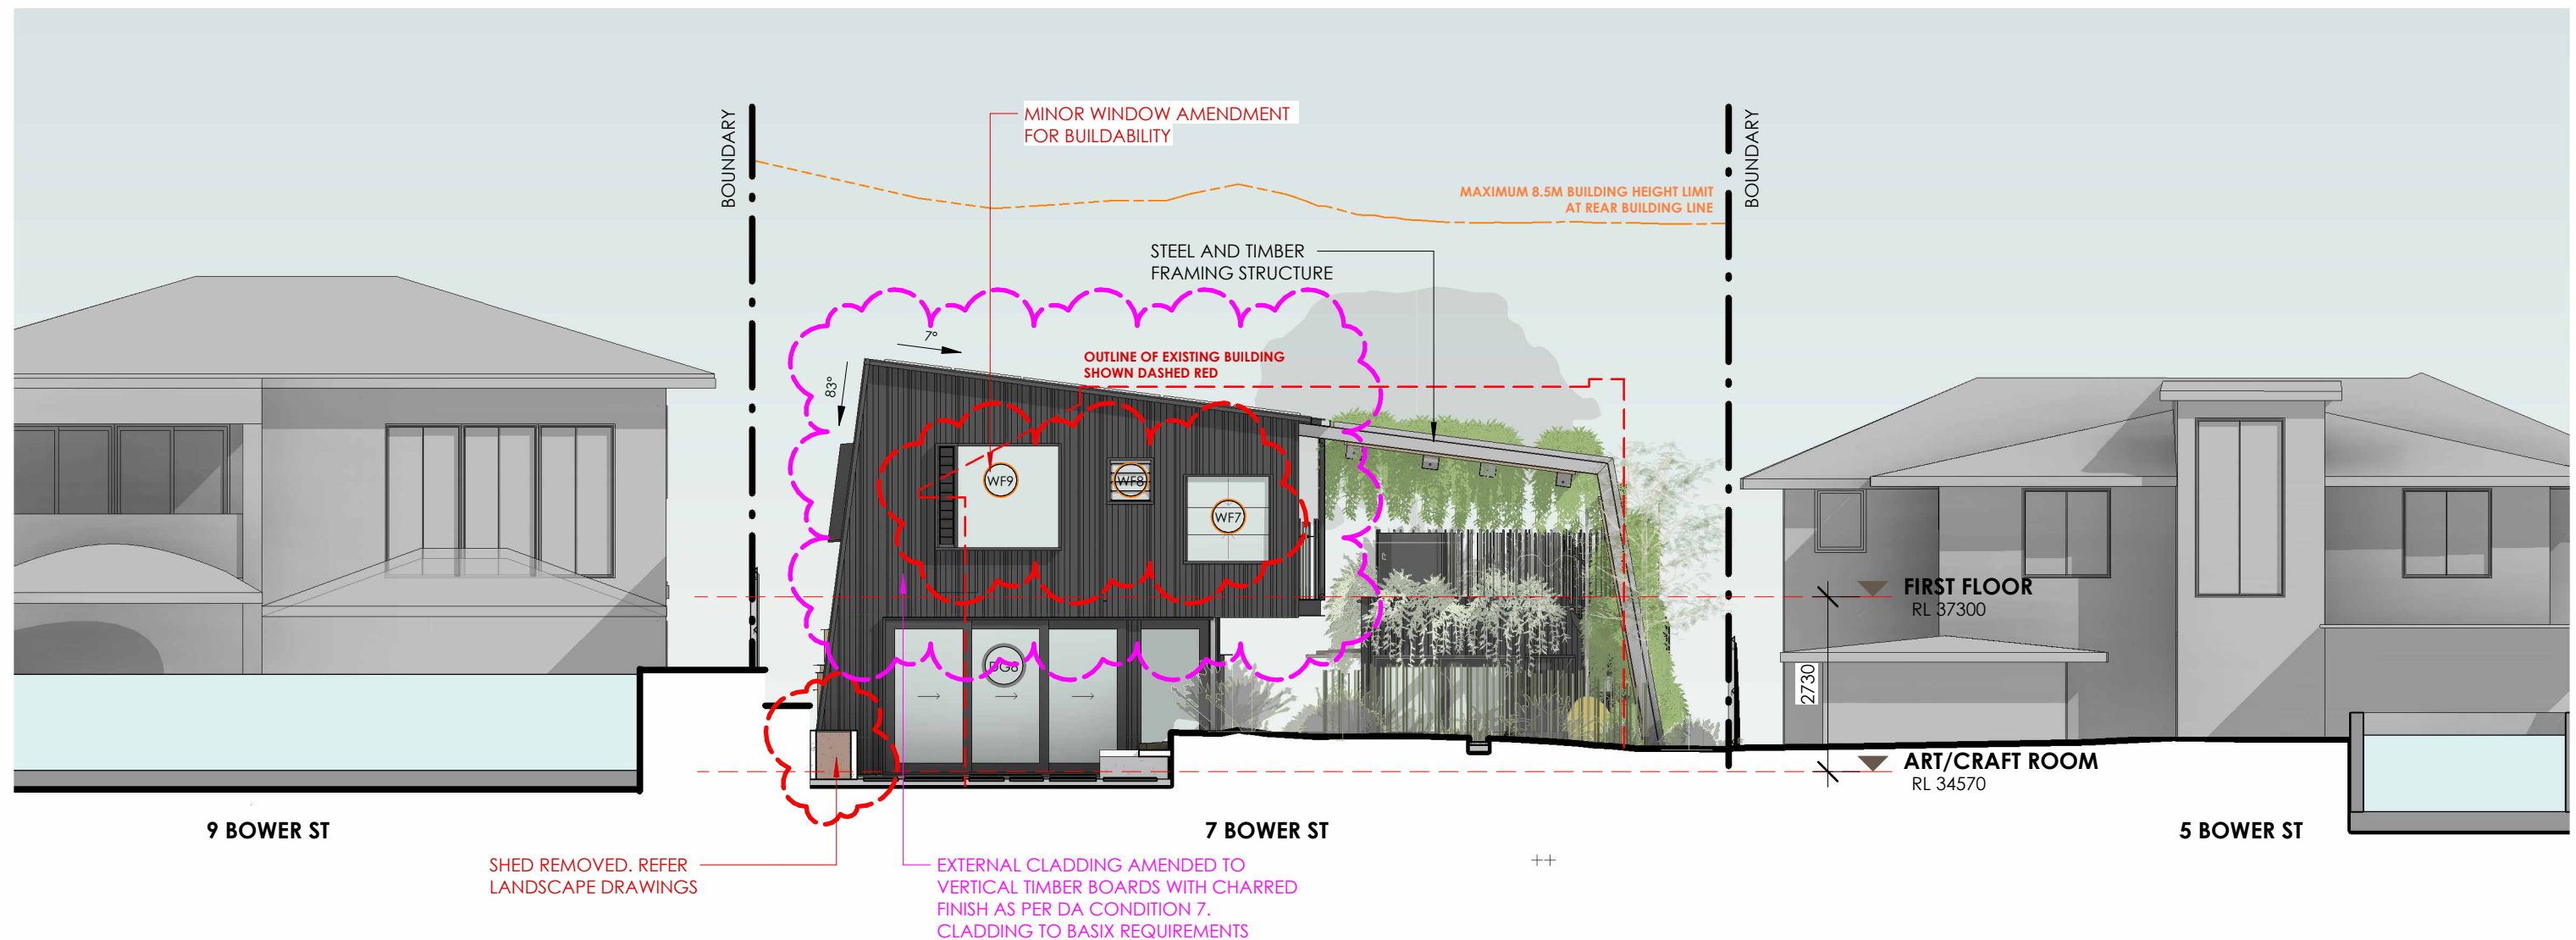 MINOR WINDOW AMENDMENT
FOR BUILDABILITY
BOUNDARY
BOUNDARY
MAXIMUM 8.5M BUILDING HEIGHT LIMIT
AT REAR BUILDING LINE
STEEL AND TIMBER
FRAMING STRUCTURE
7°
83°
OUTLINE OF EXISTING BUILDING
SHOWN DASHED RED
WF9
WF8
WF7
DG6
FIRST FLOOR
RL 37300
2730
ART/CRAFT ROOM
RL 34570
9 BOWER ST
7 BOWER ST
5 BOWER ST
SHED REMOVED. REFER
LANDSCAPE DRAWINGS
EXTERNAL CLADDING AMENDED TO
VERTICAL TIMBER BOARDS WITH CHARRED
FINISH AS PER DA CONDITION 7.
CLADDING TO BASIX REQUIREMENTS